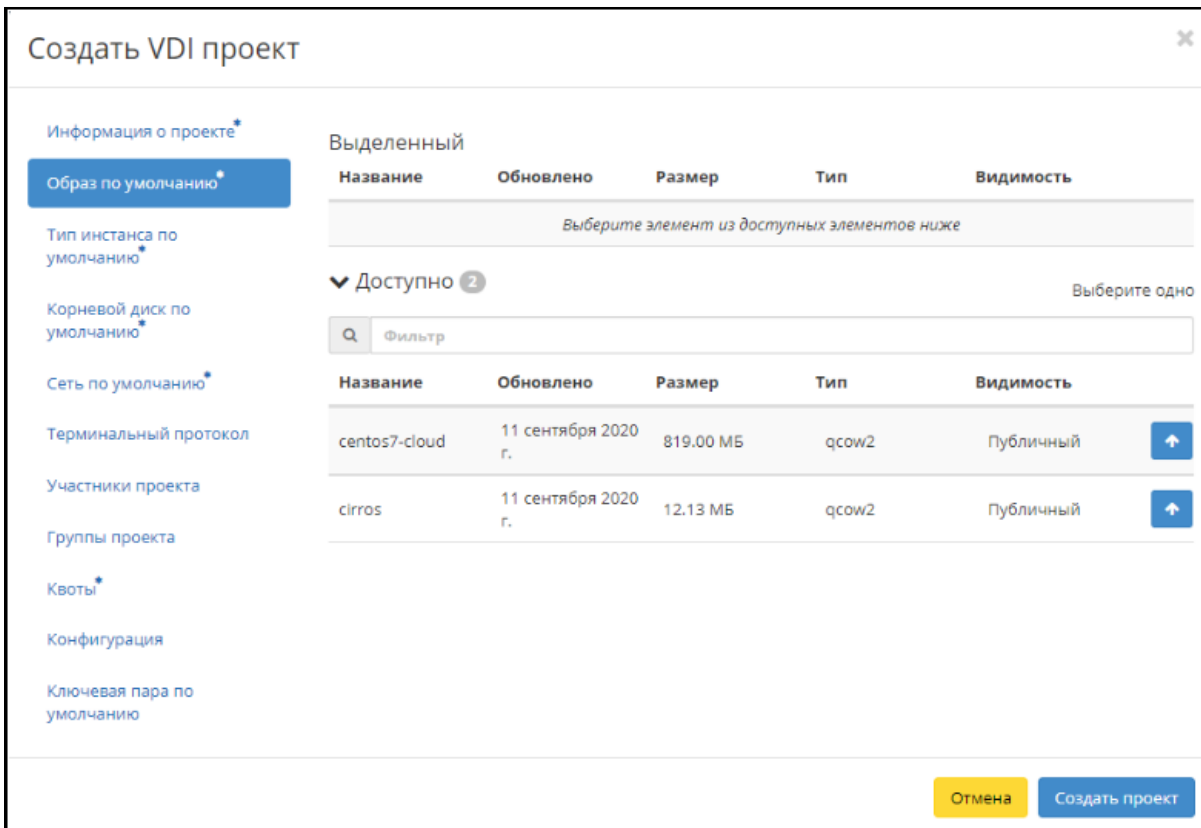 Создать VDI проект
×
Информация о проекте*
Образ по умолчанию*
Тип инстанса по
умолчанию*
Корневой диск по
умолчанию*
Сеть по умолчанию*
Терминальный протокол
Участники проекта
Группы проекта
Квоты*
Конфигурация
Ключевая пара по
умолчанию
Выделенный
Название Обновлено Размер Тип Видимость
Выберите элемент из доступных элементов ниже
Доступно 2
Выберите одно
Фильтр
Название Обновлено Размер Тип Видимость
centos7-cloud 11 сентября 2020 819.00 МБ qcow2 Публичный
г.
cirros 11 сентября 2020 12.13 МБ qcow2 Публичный
г.
Отмена Создать проект